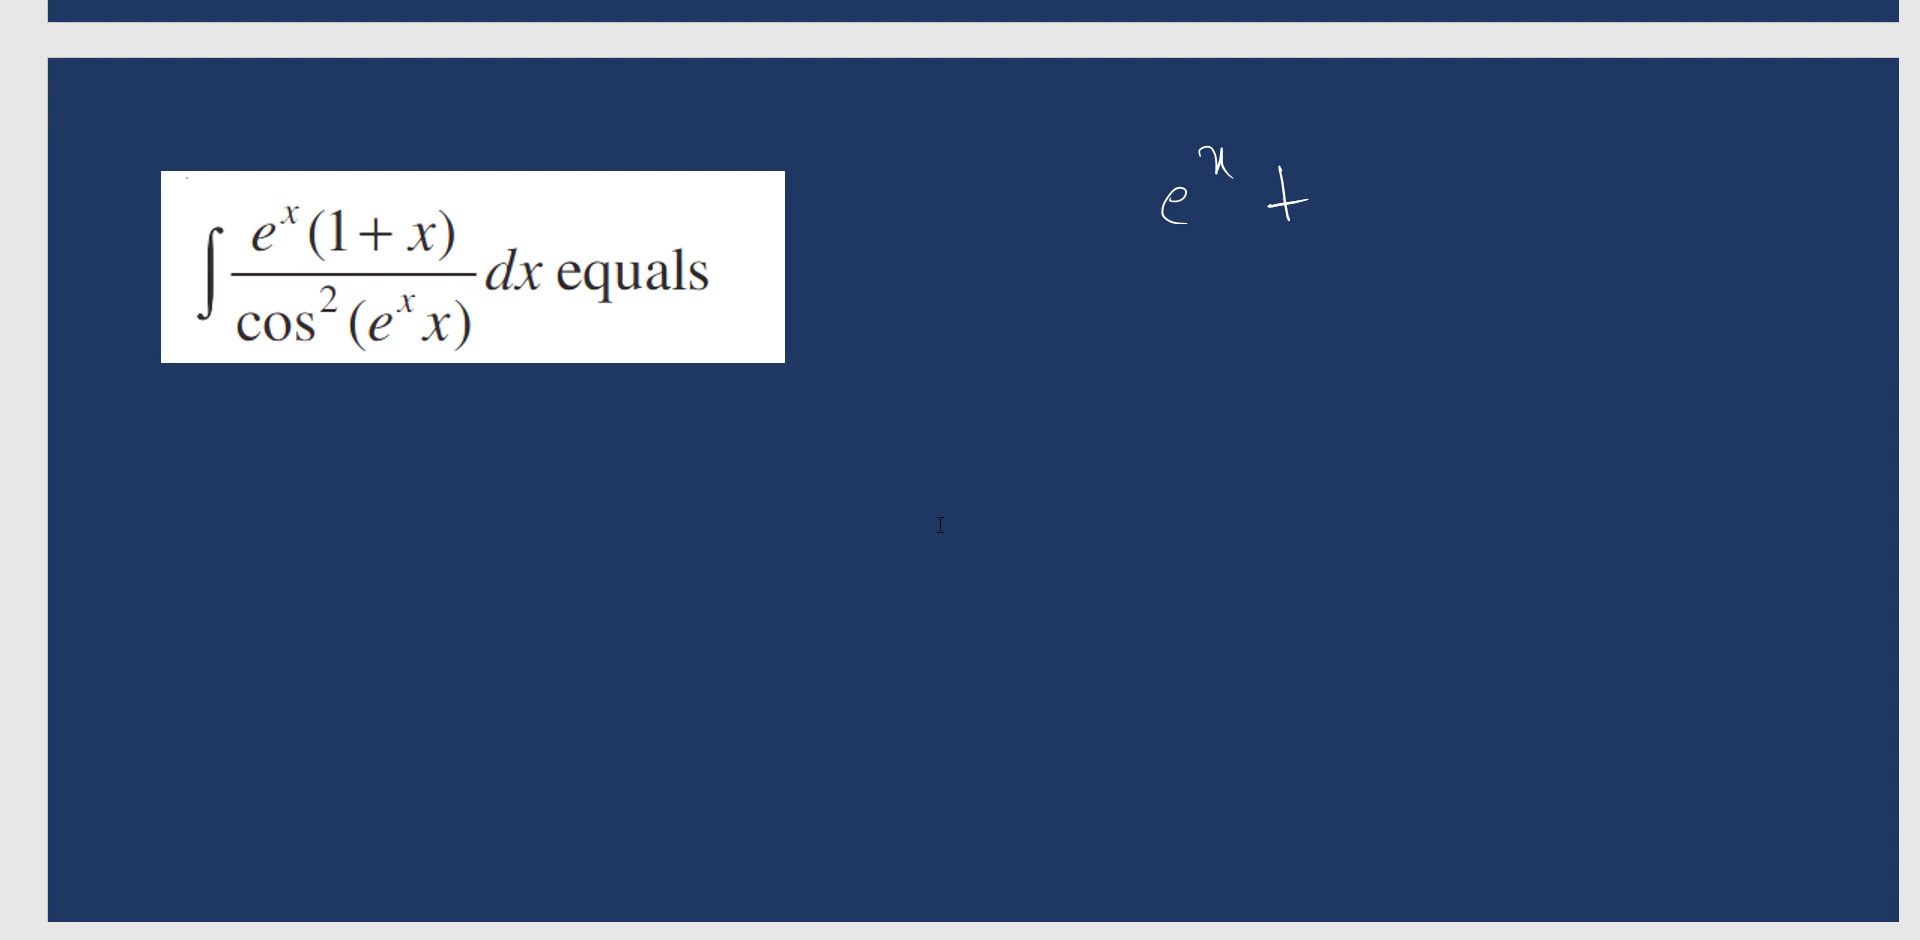 ∫ e^x (1 + x) / cos^2 (e^x x) dx equals
e^x +